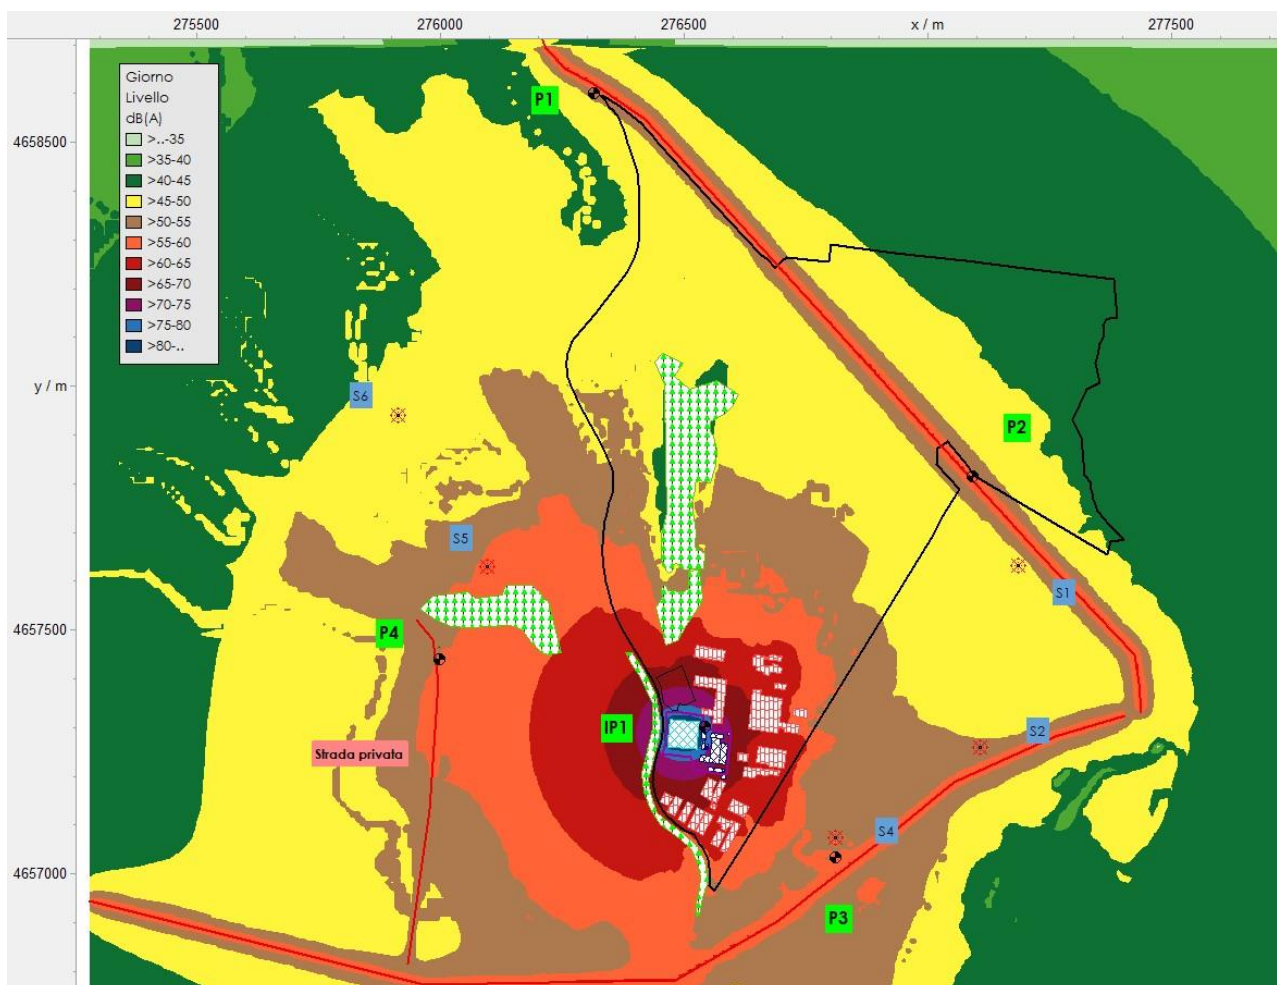 275500
276000
276500
x / m
277500
Giorno
Livello
dB(A)
>..-35
>35-40
>40-45
>45-50
>50-55
>55-60
>60-65
>65-70
>70-75
>75-80
>80-..
P1
4658500
y / m
S6
P2
S5
S1
4657500
P4
IP1
S2
Strada privata
S4
4657000
P3